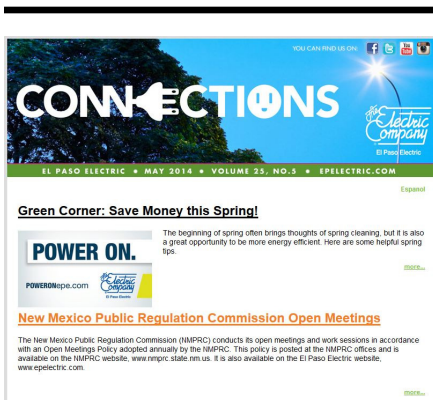 YOU CAN FIND US ON:
CONNECTIONS
the Electric Company
El Paso Electric
EL PASO ELECTRIC • MAY 2014 • VOLUME 25, NO.5 • EPELECTRIC.COM
Espanol
Green Corner: Save Money this Spring!
The beginning of spring often brings thoughts of spring cleaning, but it is also
a great opportunity to be more energy efficient. Here are some helpful spring
tips.
POWER ON.
POWERONepe.com
the Electric Company
El Paso Electric
more...
New Mexico Public Regulation Commission Open Meetings
The New Mexico Public Regulation Commission (NMPRC) conducts its open meetings and work sessions in accordance
with an Open Meetings Policy adopted annually by the NMPRC. This policy is posted at the NMPRC offices and is
available on the NMPRC website, www.nmprc.state.nm.us. It is also available on the El Paso Electric website,
www.epelectric.com.
more...